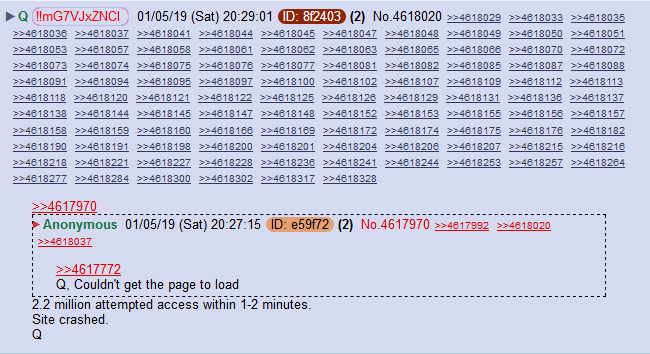 Q !!mG7VJxZNCI 01/05/19 (Sat) 20:29:01 ID: 8f2403 (2) No.4618020 >>4618029 >>4618033 >>4618035
>>4618036 >>4618037 >>4618041 >>4618044 >>4618045 >>4618047 >>4618048 >>4618049 >>4618050 >>4618051
>>4618053 >>4618057 >>4618058 >>4618061 >>4618062 >>4618063 >>4618065 >>4618066 >>4618070 >>4618072
>>4618073 >>4618074 >>4618075 >>4618076 >>4618077 >>4618081 >>4618082 >>4618085 >>4618087 >>4618088
>>4618091 >>4618094 >>4618095 >>4618097 >>4618100 >>4618102 >>4618107 >>4618109 >>4618112 >>4618113
>>4618118 >>4618120 >>4618121 >>4618122 >>4618125 >>4618126 >>4618129 >>4618131 >>4618136 >>4618137
>>4618138 >>4618144 >>4618145 >>4618147 >>4618148 >>4618152 >>4618153 >>4618155 >>4618156 >>4618157
>>4618158 >>4618159 >>4618160 >>4618166 >>4618169 >>4618172 >>4618174 >>4618175 >>4618176 >>4618182
>>4618190 >>4618191 >>4618198 >>4618200 >>4618201 >>4618204 >>4618206 >>4618207 >>4618212 >>4618216
>>4618218 >>4618221 >>4618227 >>4618228 >>4618236 >>4618241 >>4618244 >>4618253 >>4618257 >>4618264
>>4618277 >>4618284 >>4618300 >>4618302 >>4618317 >>4618328
>>4617970
Anonymous 01/05/19 (Sat) 20:27:15 ID: e59f72 (2) No.4617970 >>4617992 >>4618020
>>4618037
>>4617772
Q, Couldn't get the page to load
2.2 million attempted access within 1-2 minutes.
Site crashed.
Q